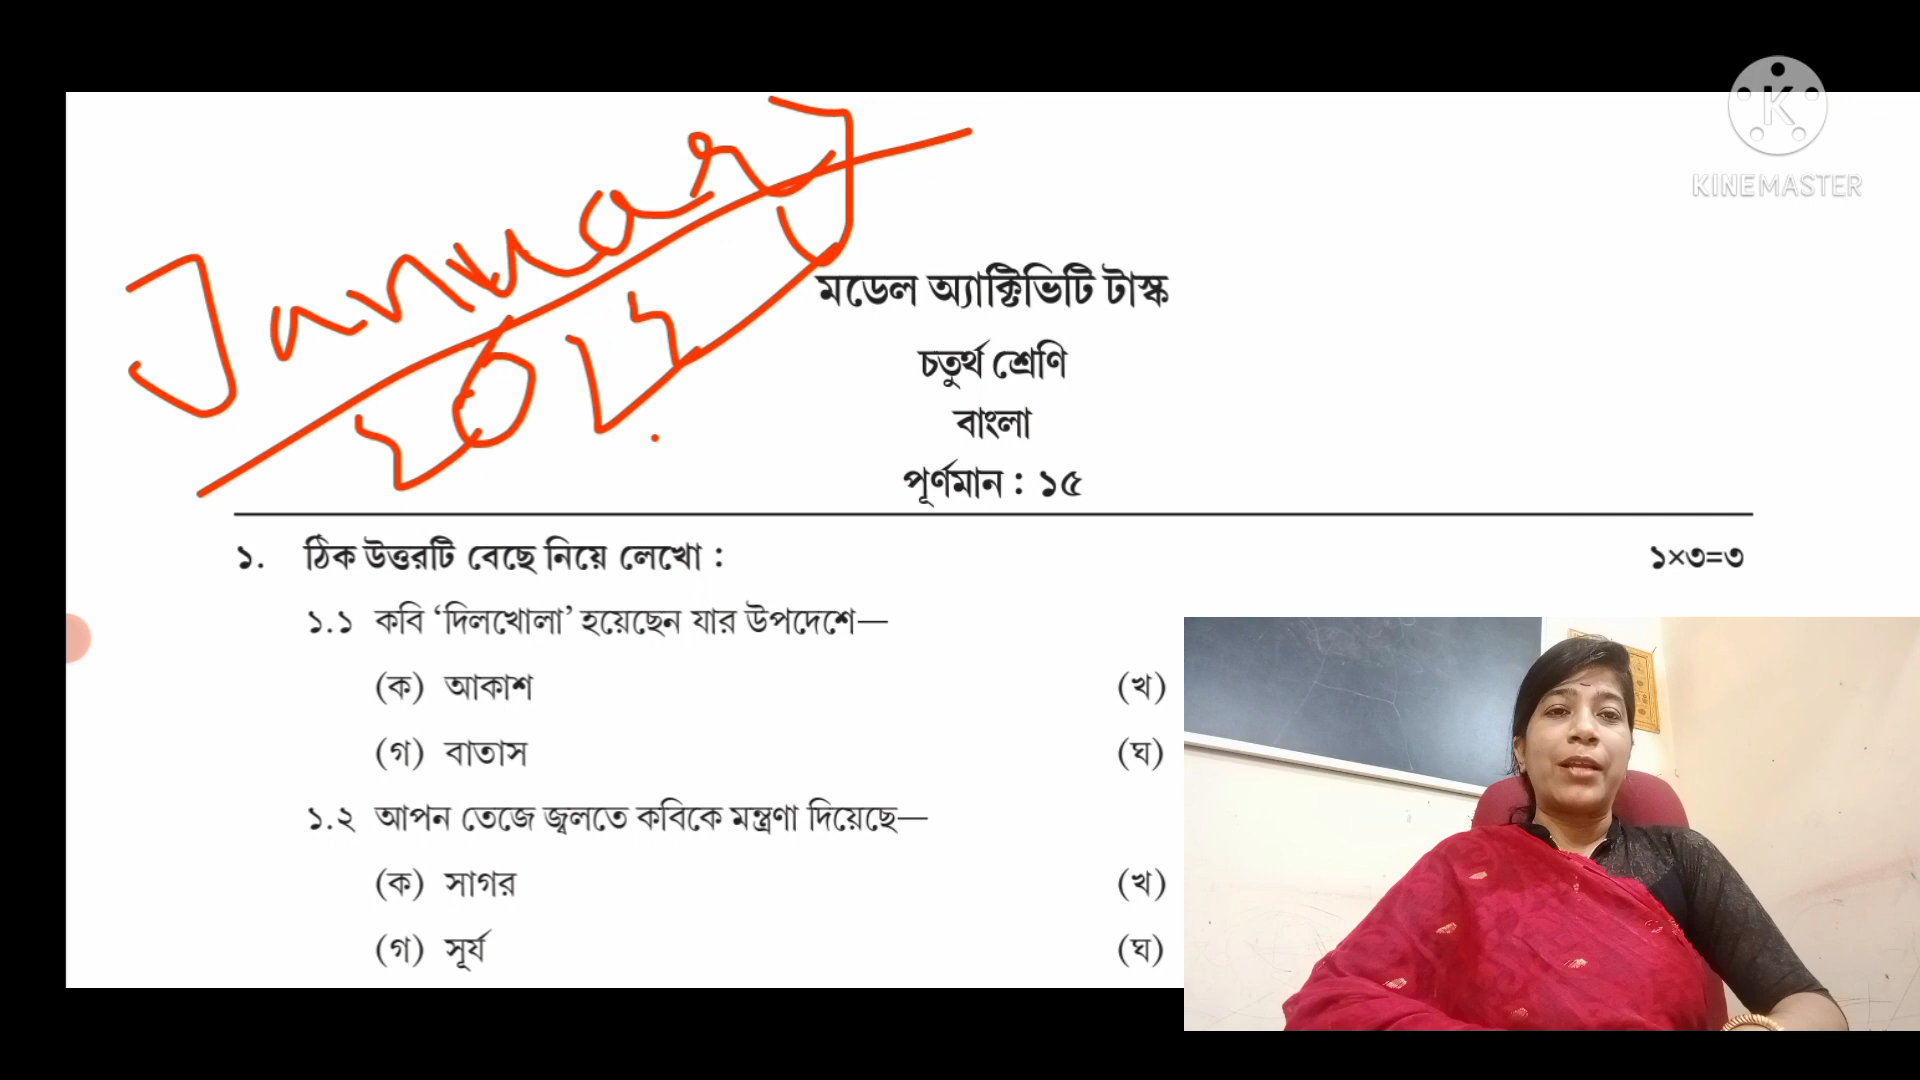 January
2022
KINEMASTER
মডেল অ্যাক্টিভিটি টাস্ক
চতুর্থ শ্রেণি
বাংলা
পূর্ণমান : ১৫
১. ঠিক উত্তরটি বেছে নিয়ে লেখো : ১×৩=৩
১.১ কবি ‘দিলখোলা’ হয়েছেন যার উপদেশে—
(ক) আকাশ (খ)
(গ) বাতাস (ঘ)
১.২ আপন তেজে জ্বলতে কবিকে মন্ত্রণা দিয়েছে—
(ক) সাগর (খ)
(গ) সূর্য (ঘ)